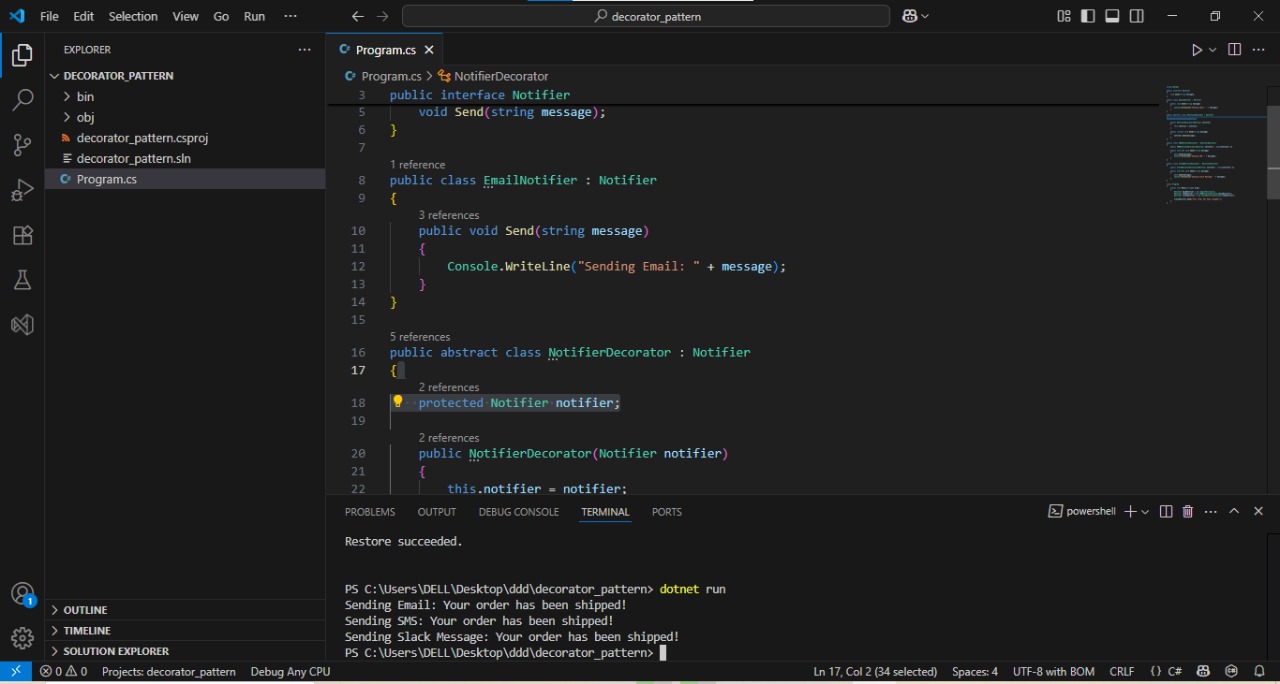 File Edit Selection View Go Run ···
decorator_pattern
EXPLORER
DECORATOR_PATTERN
bin
obj
decorator_pattern.csproj
decorator_pattern.sln
Program.cs
OUTLINE
TIMELINE
SOLUTION EXPLORER
Program.cs
Program.cs > NotifierDecorator
3 public interface Notifier
5 void Send(string message);
6 }
7
1 reference
8 public class EmailNotifier : Notifier
9 {
3 references
10 public void Send(string message)
11 {
12 Console.WriteLine("Sending Email: " + message);
13 }
14 }
15
5 references
16 public abstract class NotifierDecorator : Notifier
17 {
2 references
18 protected Notifier notifier;
19
2 references
20 public NotifierDecorator(Notifier notifier)
21 {
22 this.notifier = notifier;
PROBLEMS OUTPUT DEBUG CONSOLE TERMINAL PORTS
powershell
Restore succeeded.
PS C:\Users\DELL\Desktop\ddd\decorator_pattern> dotnet run
Sending Email: Your order has been shipped!
Sending SMS: Your order has been shipped!
Sending Slack Message: Your order has been shipped!
PS C:\Users\DELL\Desktop\ddd\decorator_pattern>
1
0 0 Projects: decorator_pattern Debug Any CPU
Ln 17, Col 2 (34 selected) Spaces: 4 UTF-8 with BOM CRLF {} C#